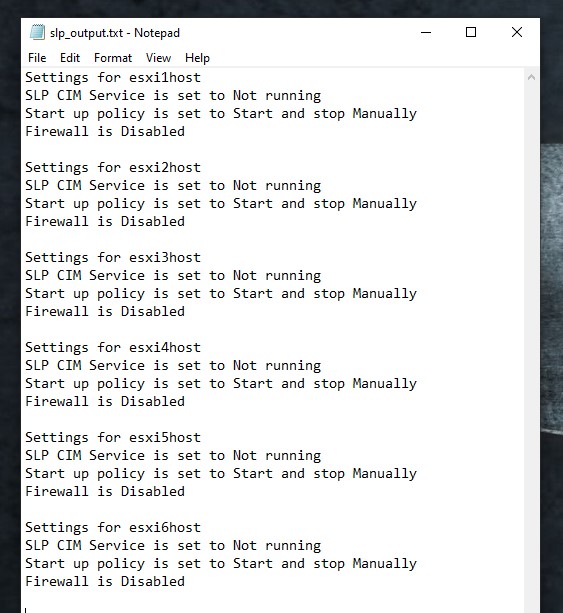 slp_output.txt - Notepad
File Edit Format View Help
Settings for esxi1host
SLP CIM Service is set to Not running
Start up policy is set to Start and stop Manually
Firewall is Disabled
Settings for esxi2host
SLP CIM Service is set to Not running
Start up policy is set to Start and stop Manually
Firewall is Disabled
Settings for esxi3host
SLP CIM Service is set to Not running
Start up policy is set to Start and stop Manually
Firewall is Disabled
Settings for esxi4host
SLP CIM Service is set to Not running
Start up policy is set to Start and stop Manually
Firewall is Disabled
Settings for esxi5host
SLP CIM Service is set to Not running
Start up policy is set to Start and stop Manually
Firewall is Disabled
Settings for esxi6host
SLP CIM Service is set to Not running
Start up policy is set to Start and stop Manually
Firewall is Disabled